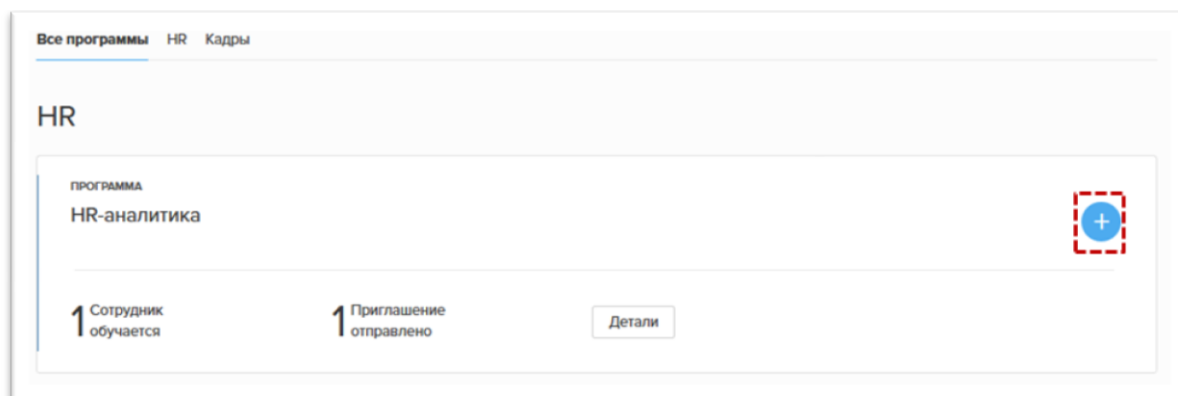 Все программы HR Кадры
HR
ПРОГРАММА
HR-аналитика
+
1 Сотрудник обучается
1 Приглашение отправлено
Детали